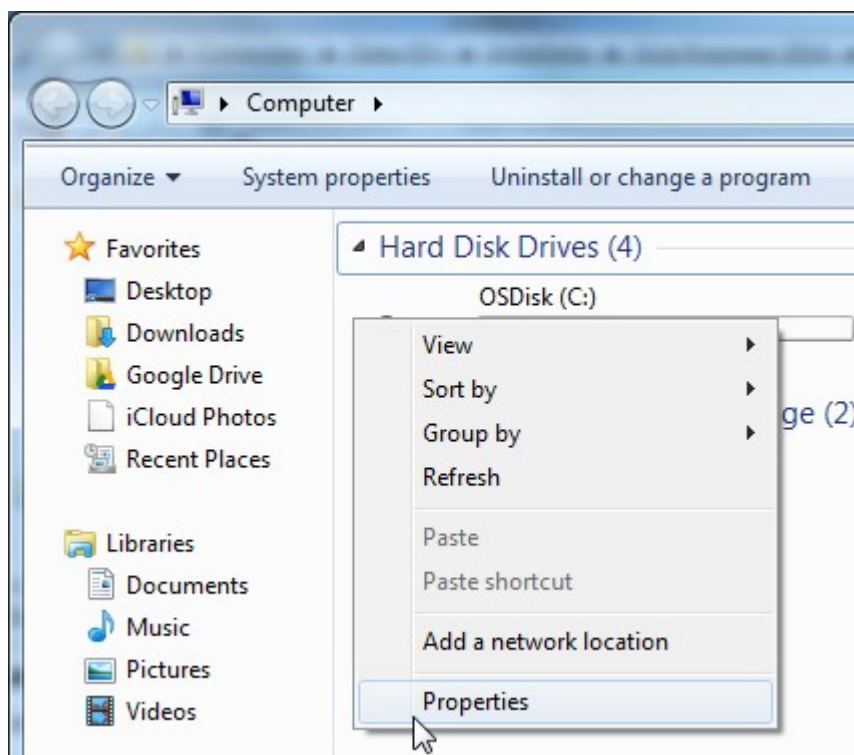 Computer
Organize
System properties
Uninstall or change a program
Favorites
Desktop
Downloads
Google Drive
iCloud Photos
Recent Places
Libraries
Documents
Music
Pictures
Videos
Hard Disk Drives (4)
OSDisk (C:)
ge (2)
View
Sort by
Group by
Refresh
Paste
Paste shortcut
Add a network location
Properties